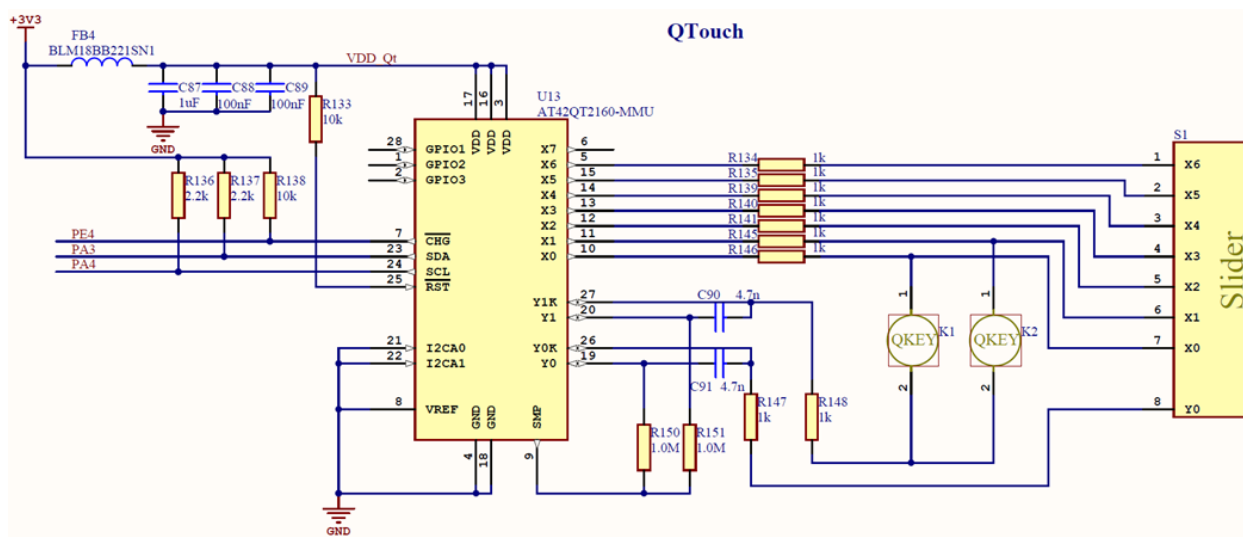 QTouch
+3V3
FB4
BLM18BB221SN1
VDD_Qt
C87
1uF
C88
100nF
C89
100nF
R133
10k
GND
R136
2.2k
R137
2.2k
R138
10k
PE4
PA3
PA4
U13
AT42QT2160-MMU
17
16
3
VDD
VDD
VDD
28
GPIO1
1
GPIO2
2
GPIO3
7
CHG
23
SDA
24
SCL
25
RST
21
I2CA0
22
I2CA1
8
VREF
GND
GND
SMP
4
18
9
GND
X7
6
X6
5
X5
15
X4
14
X3
13
X2
12
X1
11
X0
10
Y1K
27
Y1
20
Y0K
26
Y0
19
R134
1k
R135
1k
R139
1k
R140
1k
R141
1k
R145
1k
R146
1k
C90
4.7n
C91
4.7n
R147
1k
R148
1k
R150
1.0M
R151
1.0M
1
QKEY
K1
2
1
QKEY
K2
2
S1
1
X6
2
X5
3
X4
4
X3
5
X2
6
X1
7
X0
8
Y0
Slider